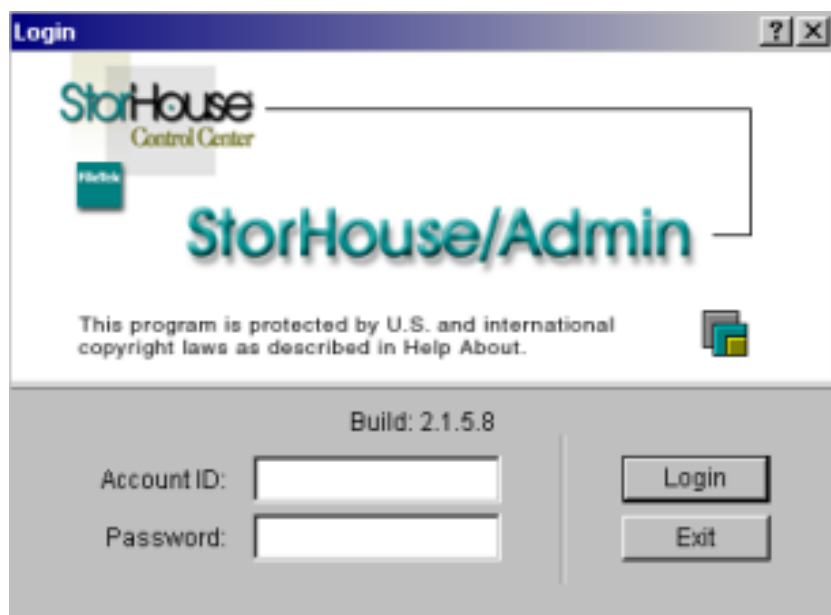 Login
StorHouse
Control Center
FileTek
StorHouse/Admin
This program is protected by U.S. and international
copyright laws as described in Help About.
Build: 2.1.5.8
Account ID:
Login
Password:
Exit